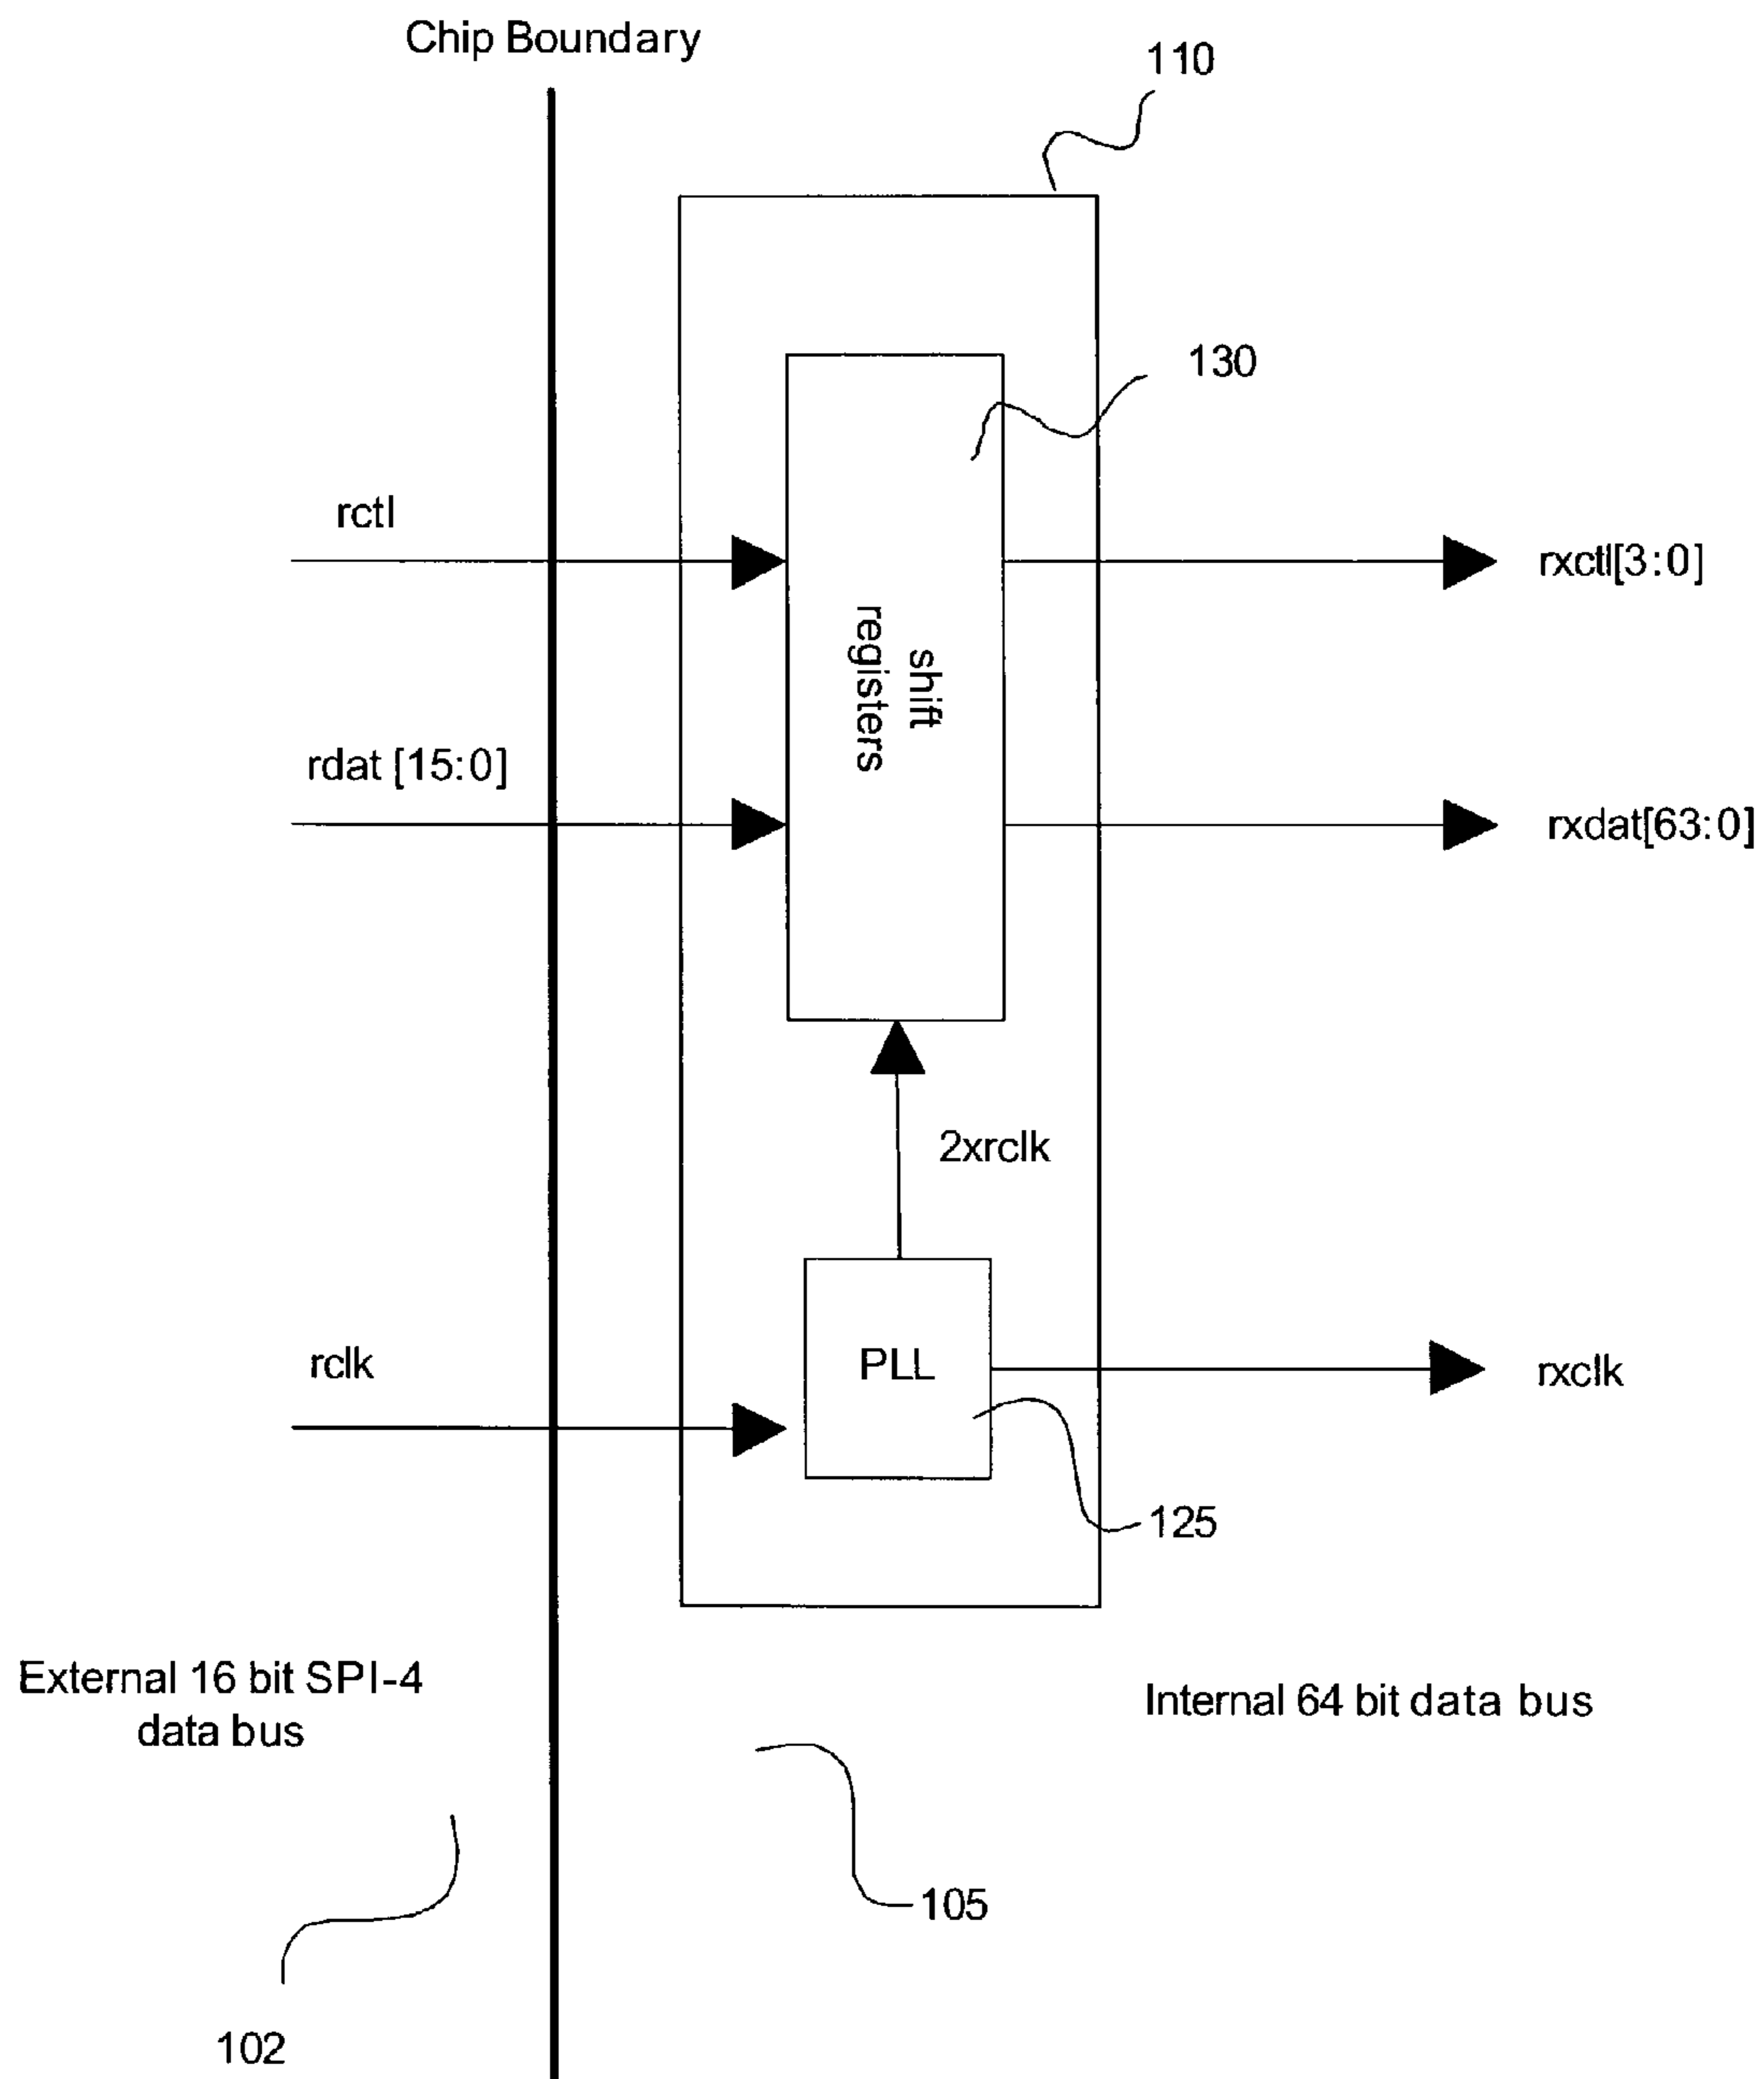 Chip Boundary
110
130
rctl
rxctl[3:0]
shift
registers
rdat [15:0]
rxdat[63:0]
2xrclk
rclk
PLL
rxclk
125
External 16 bit SPI-4
data bus
Internal 64 bit data bus
105
102